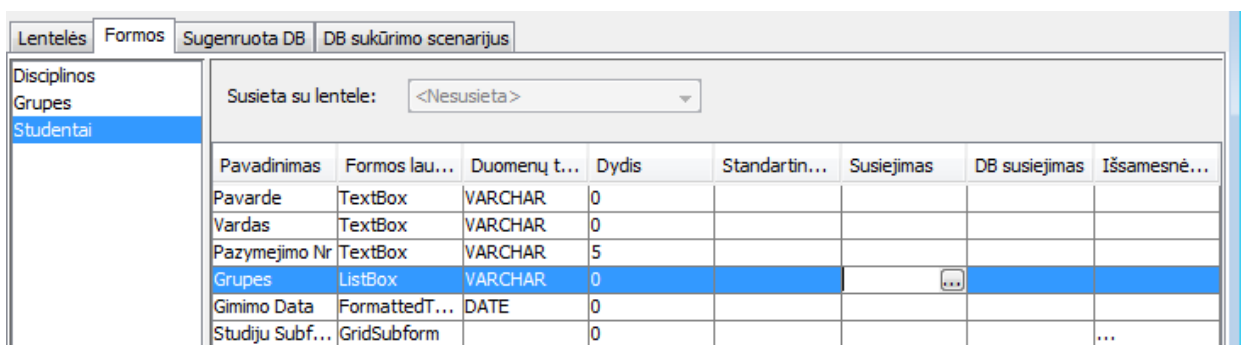 Lentelės Formos Sugenruota DB DB sukūrimo scenarijus
Disciplinos
Grupes
Studentai
Susieta su lentele: <Nesusieta>
Pavadinimas Formos lau... Duomenų t... Dydis Standartin... Susiejimas DB susiejimas Išsamesnė...
Pavarde TextBox VARCHAR 0
Vardas TextBox VARCHAR 0
Pazymejimo Nr TextBox VARCHAR 5
Grupes ListBox VARCHAR 0 ...
Gimimo Data FormattedT... DATE 0
Studiju Subf... GridSubform 0 ...